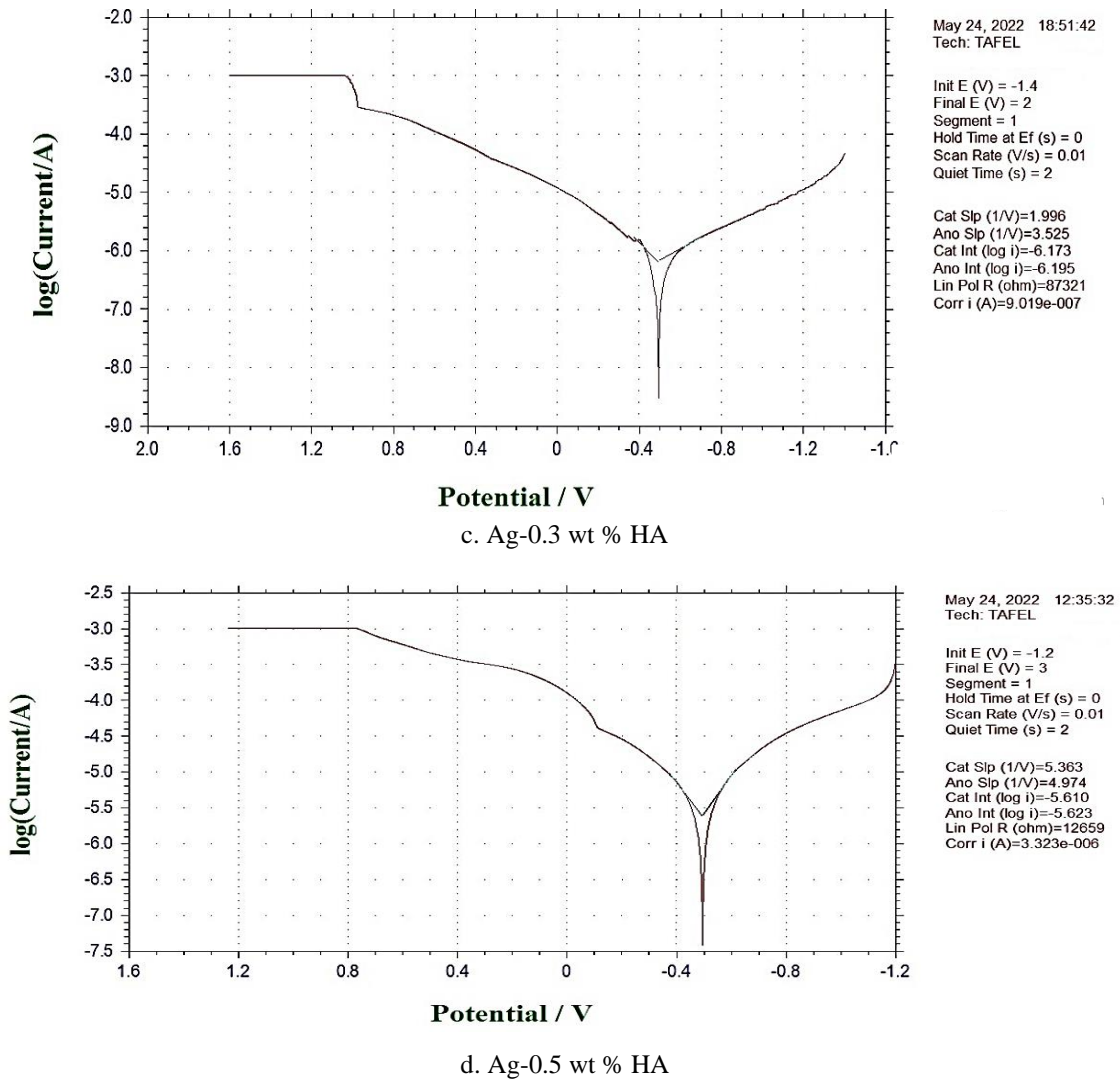 -2.0
-3.0
-4.0
-5.0
-6.0
-7.0
-8.0
-9.0
log(Current/A)
2.0 1.6 1.2 0.8 0.4 0 -0.4 -0.8 -1.2
Potential / V
May 24, 2022 18:51:42
Tech: TAFEL
Init E (V) = -1.4
Final E (V) = 2
Segment = 1
Hold Time at Ef (s) = 0
Scan Rate (V/s) = 0.01
Quiet Time (s) = 2
Cat Slp (1/V)=1.996
Ano Slp (1/V)=3.525
Cat Int (log i)=-6.173
Ano Int (log i)=-6.195
Lin Pol R (ohm)=87321
Corr i (A)=9.019e-007
c. Ag-0.3 wt % HA
-2.5
-3.0
-3.5
-4.0
-4.5
-5.0
-5.5
-6.0
-6.5
-7.0
-7.5
log(Current/A)
1.6 1.2 0.8 0.4 0 -0.4 -0.8 -1.2
Potential / V
May 24, 2022 12:35:32
Tech: TAFEL
Init E (V) = -1.2
Final E (V) = 3
Segment = 1
Hold Time at Ef (s) = 0
Scan Rate (V/s) = 0.01
Quiet Time (s) = 2
Cat Slp (1/V)=5.363
Ano Slp (1/V)=4.974
Cat Int (log i)=-5.610
Ano Int (log i)=-5.623
Lin Pol R (ohm)=12659
Corr i (A)=3.323e-006
d. Ag-0.5 wt % HA